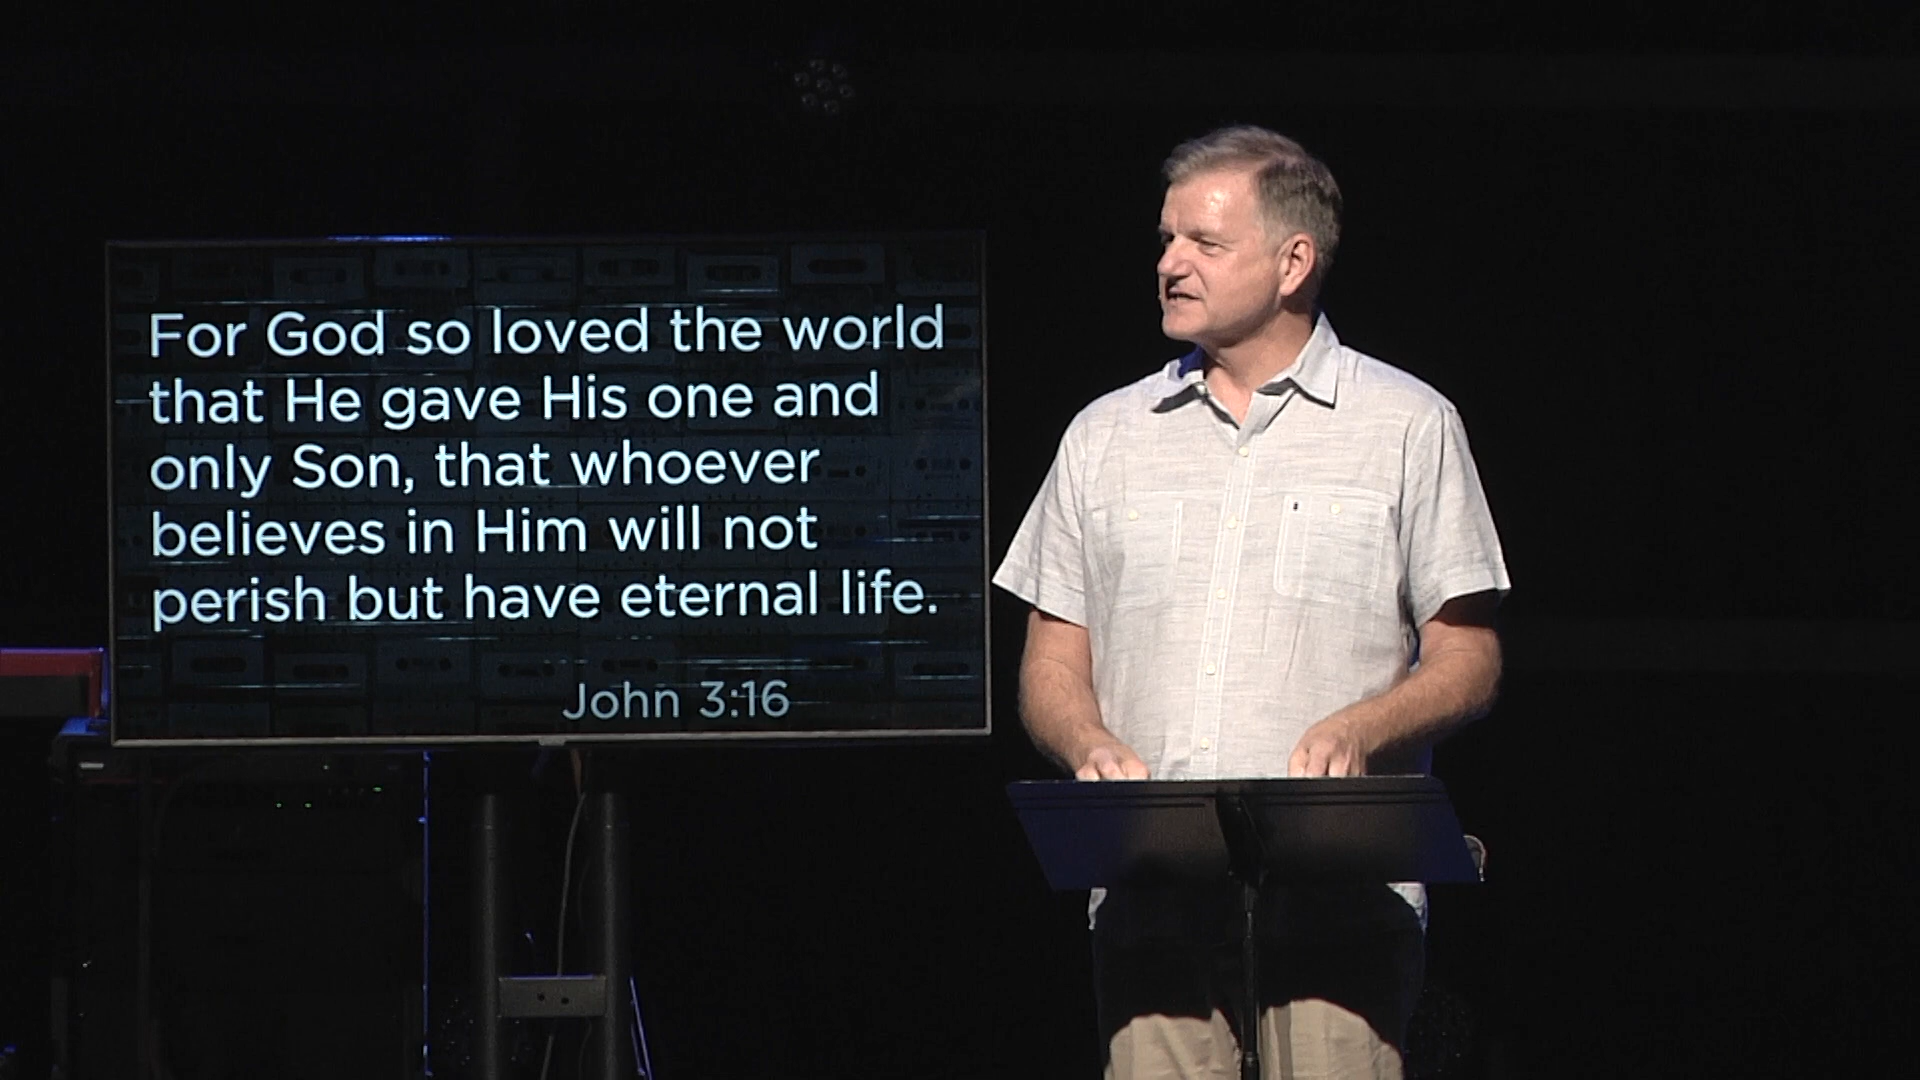 For God so loved the world
that He gave His one and
only Son, that whoever
believes in Him will not
perish but have eternal life.
John 3:16